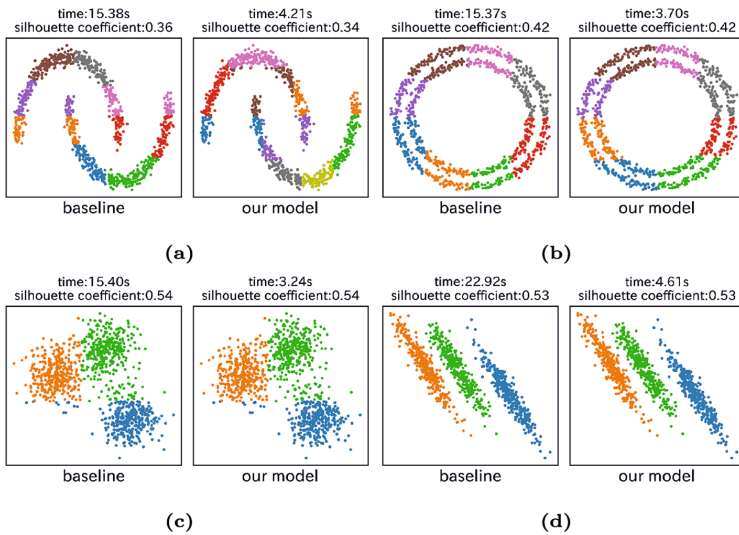 time:15.38s
silhouette coefficient:0.36
time:4.21s
silhouette coefficient:0.34
baseline
our model
(a)
time:15.37s
silhouette coefficient:0.42
time:3.70s
silhouette coefficient:0.42
baseline
our model
(b)
time:15.40s
silhouette coefficient:0.54
time:3.24s
silhouette coefficient:0.54
baseline
our model
(c)
time:22.92s
silhouette coefficient:0.53
time:4.61s
silhouette coefficient:0.53
baseline
our model
(d)